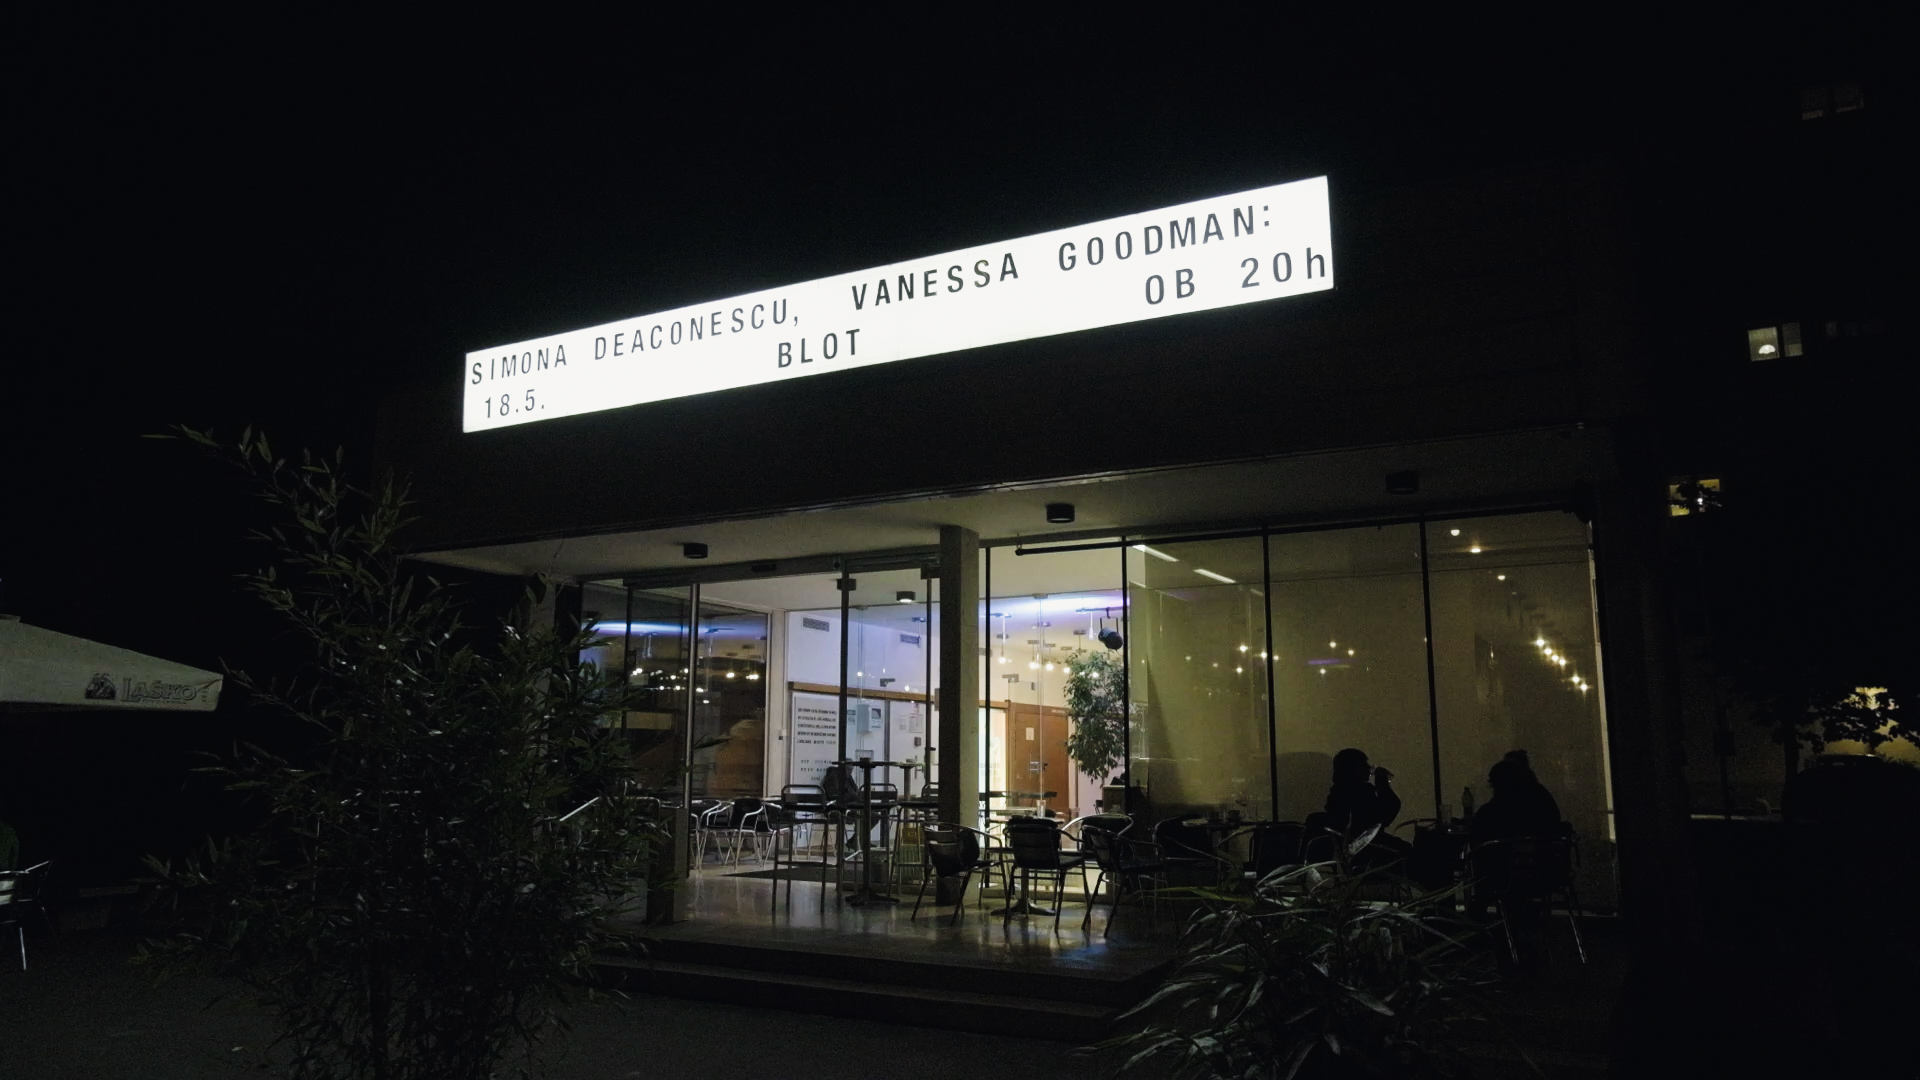 SIMONA DEACONESCU, VANESSA GOODMAN:
18.5. BLOT OB 20h
LAŠKO